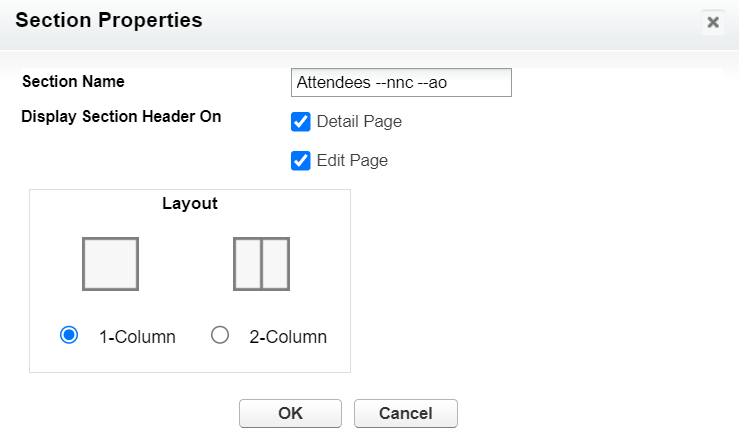 Section Properties
Section Name
Attendees --nnc --ao
Display Section Header On
Detail Page
Edit Page
Layout
1-Column
2-Column
OK
Cancel